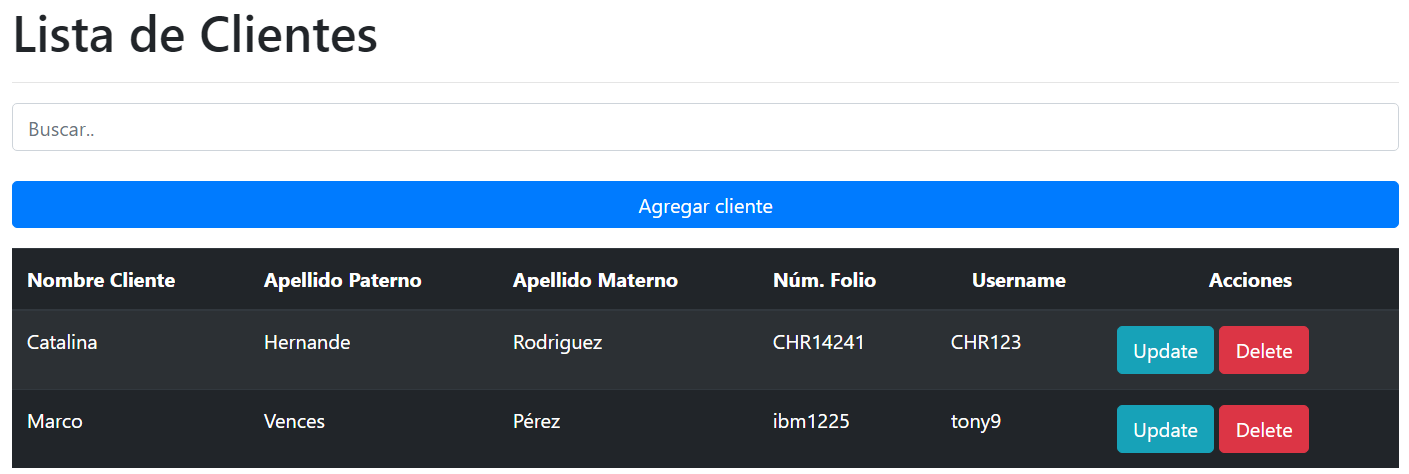 Lista de Clientes
Buscar..
Agregar cliente
Nombre Cliente Apellido Paterno Apellido Materno Núm. Folio Username Acciones
Catalina Hernande Rodriguez CHR14241 CHR123 Update Delete
Marco Vences Pérez ibm1225 tony9 Update Delete